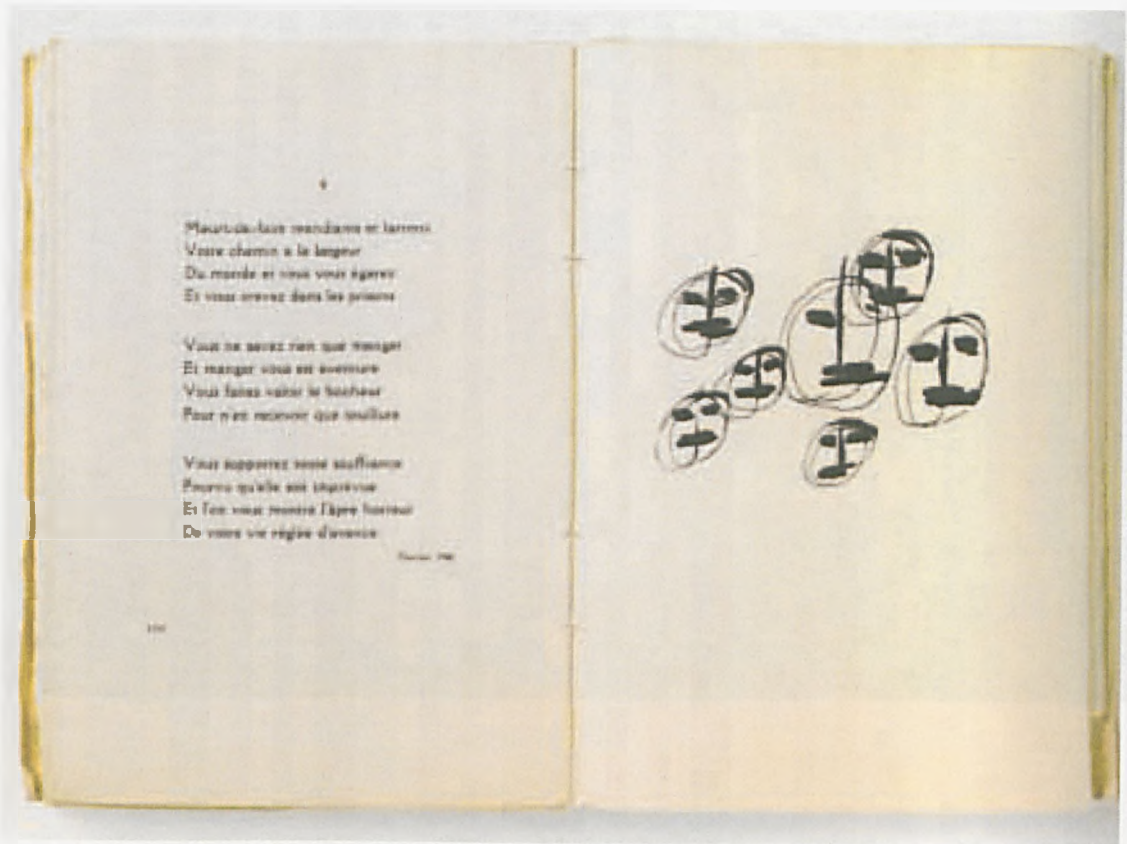 Meurt-de-faim mendiants et larrons
Votre chemin a la largeur
Du monde et vous vous égarez
Et vous crevez dans les prisons
Vous ne savez rien que manger
Et manger vous est aventure
Vous faites valoir le bonheur
Pour n'en recevoir que souillure
Vous supportez toute souffrance
Pourvu qu'elle soit imprévue
Et l'on vous montre l'âpre horreur
De votre vie réglée d'avance